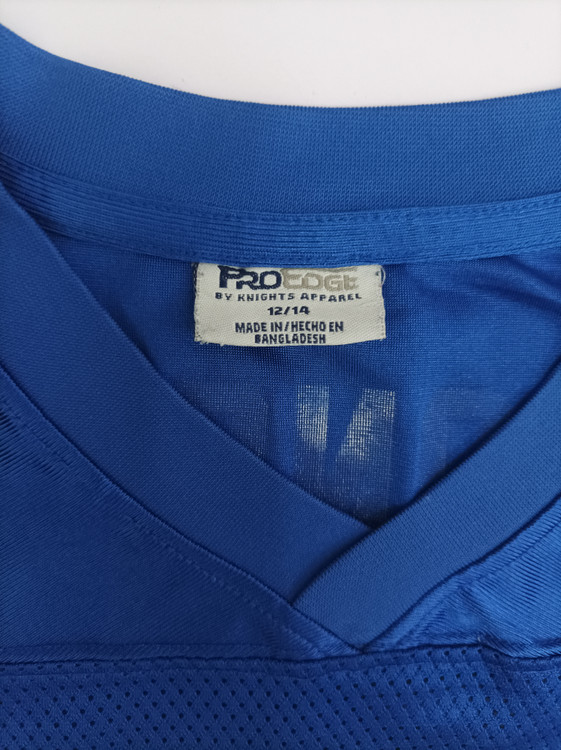 PROEDGE
BY KNIGHTS APPAREL
12/14
MADE IN/HECHO EN
BANGLADESH